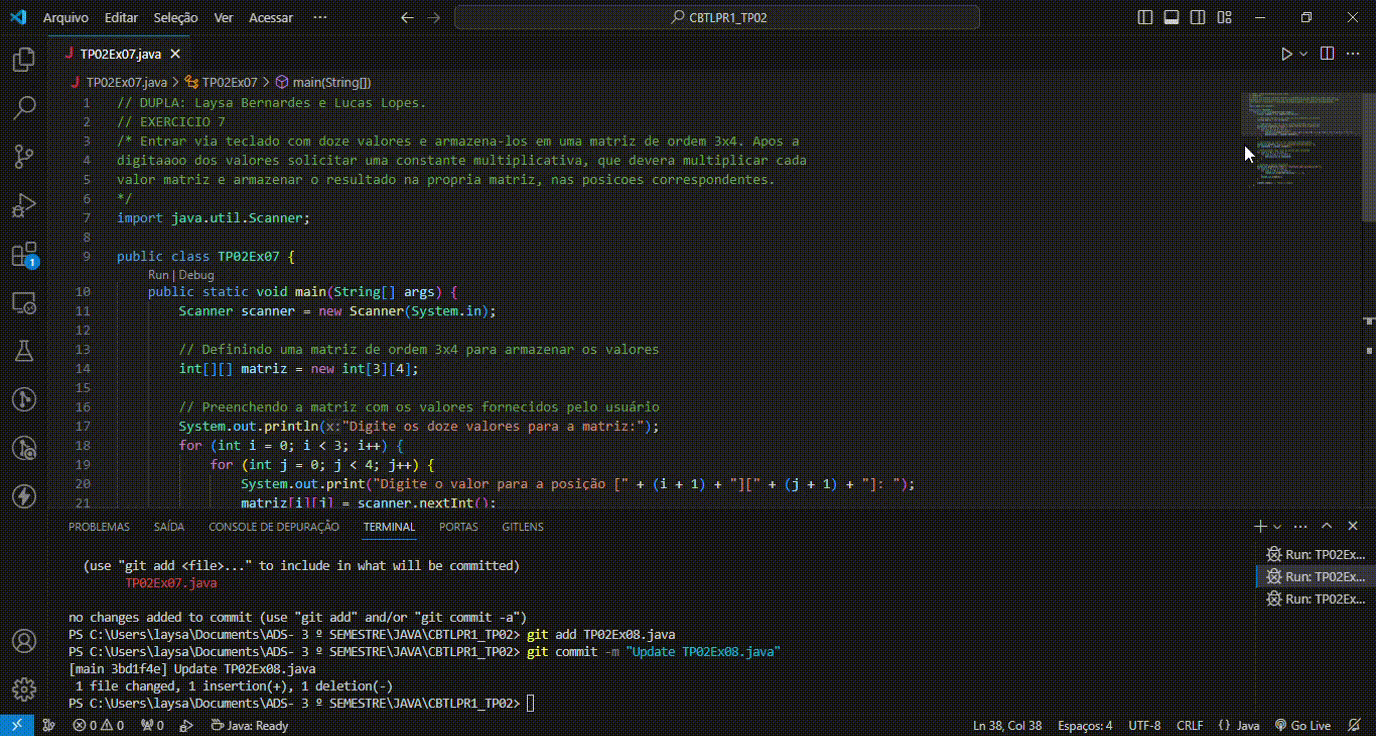 Arquivo Editar Seleção Ver Acessar ··· CBTLPR1_TP02
J TP02Ex07.java
J TP02Ex07.java > TP02Ex07 > main(String[])
1 // DUPLA: Laysa Bernardes e Lucas Lopes.
2 // EXERCICIO 7
3 /* Entrar via teclado com doze valores e armazena-los em uma matriz de ordem 3x4. Apos a
4 digitaaoo dos valores solicitar uma constante multiplicativa, que devera multiplicar cada
5 valor matriz e armazenar o resultado na propria matriz, nas posicoes correspondentes.
6 */
7 import java.util.Scanner;
8
9 public class TP02Ex07 {
Run | Debug
10 public static void main(String[] args) {
11 Scanner scanner = new Scanner(System.in);
12
13 // Definindo uma matriz de ordem 3x4 para armazenar os valores
14 int[][] matriz = new int[3][4];
15
16 // Preenchendo a matriz com os valores fornecidos pelo usuário
17 System.out.println(x:"Digite os doze valores para a matriz:");
18 for (int i = 0; i < 3; i++) {
19 for (int j = 0; j < 4; j++) {
20 System.out.print("Digite o valor para a posição [" + (i + 1) + "][" + (j + 1) + "]: ");
21 matriz[i][j] = scanner.nextInt();
PROBLEMAS SAÍDA CONSOLE DE DEPURAÇÃO TERMINAL PORTAS GITLENS
(use "git add <file>..." to include in what will be committed)
TP02Ex07.java
no changes added to commit (use "git add" and/or "git commit -a")
PS C:\Users\laysa\Documents\ADS- 3 º SEMESTRE\JAVA\CBTLPR1_TP02> git add TP02Ex08.java
PS C:\Users\laysa\Documents\ADS- 3 º SEMESTRE\JAVA\CBTLPR1_TP02> git commit -m "Update TP02Ex08.java"
[main 3bd1f4e] Update TP02Ex08.java
1 file changed, 1 insertion(+), 1 deletion(-)
PS C:\Users\laysa\Documents\ADS- 3 º SEMESTRE\JAVA\CBTLPR1_TP02>
Run: TP02Ex...
Run: TP02Ex...
Run: TP02Ex...
1
0 0 0 Java: Ready Ln 38, Col 38 Espaços: 4 UTF-8 CRLF {} Java Go Live